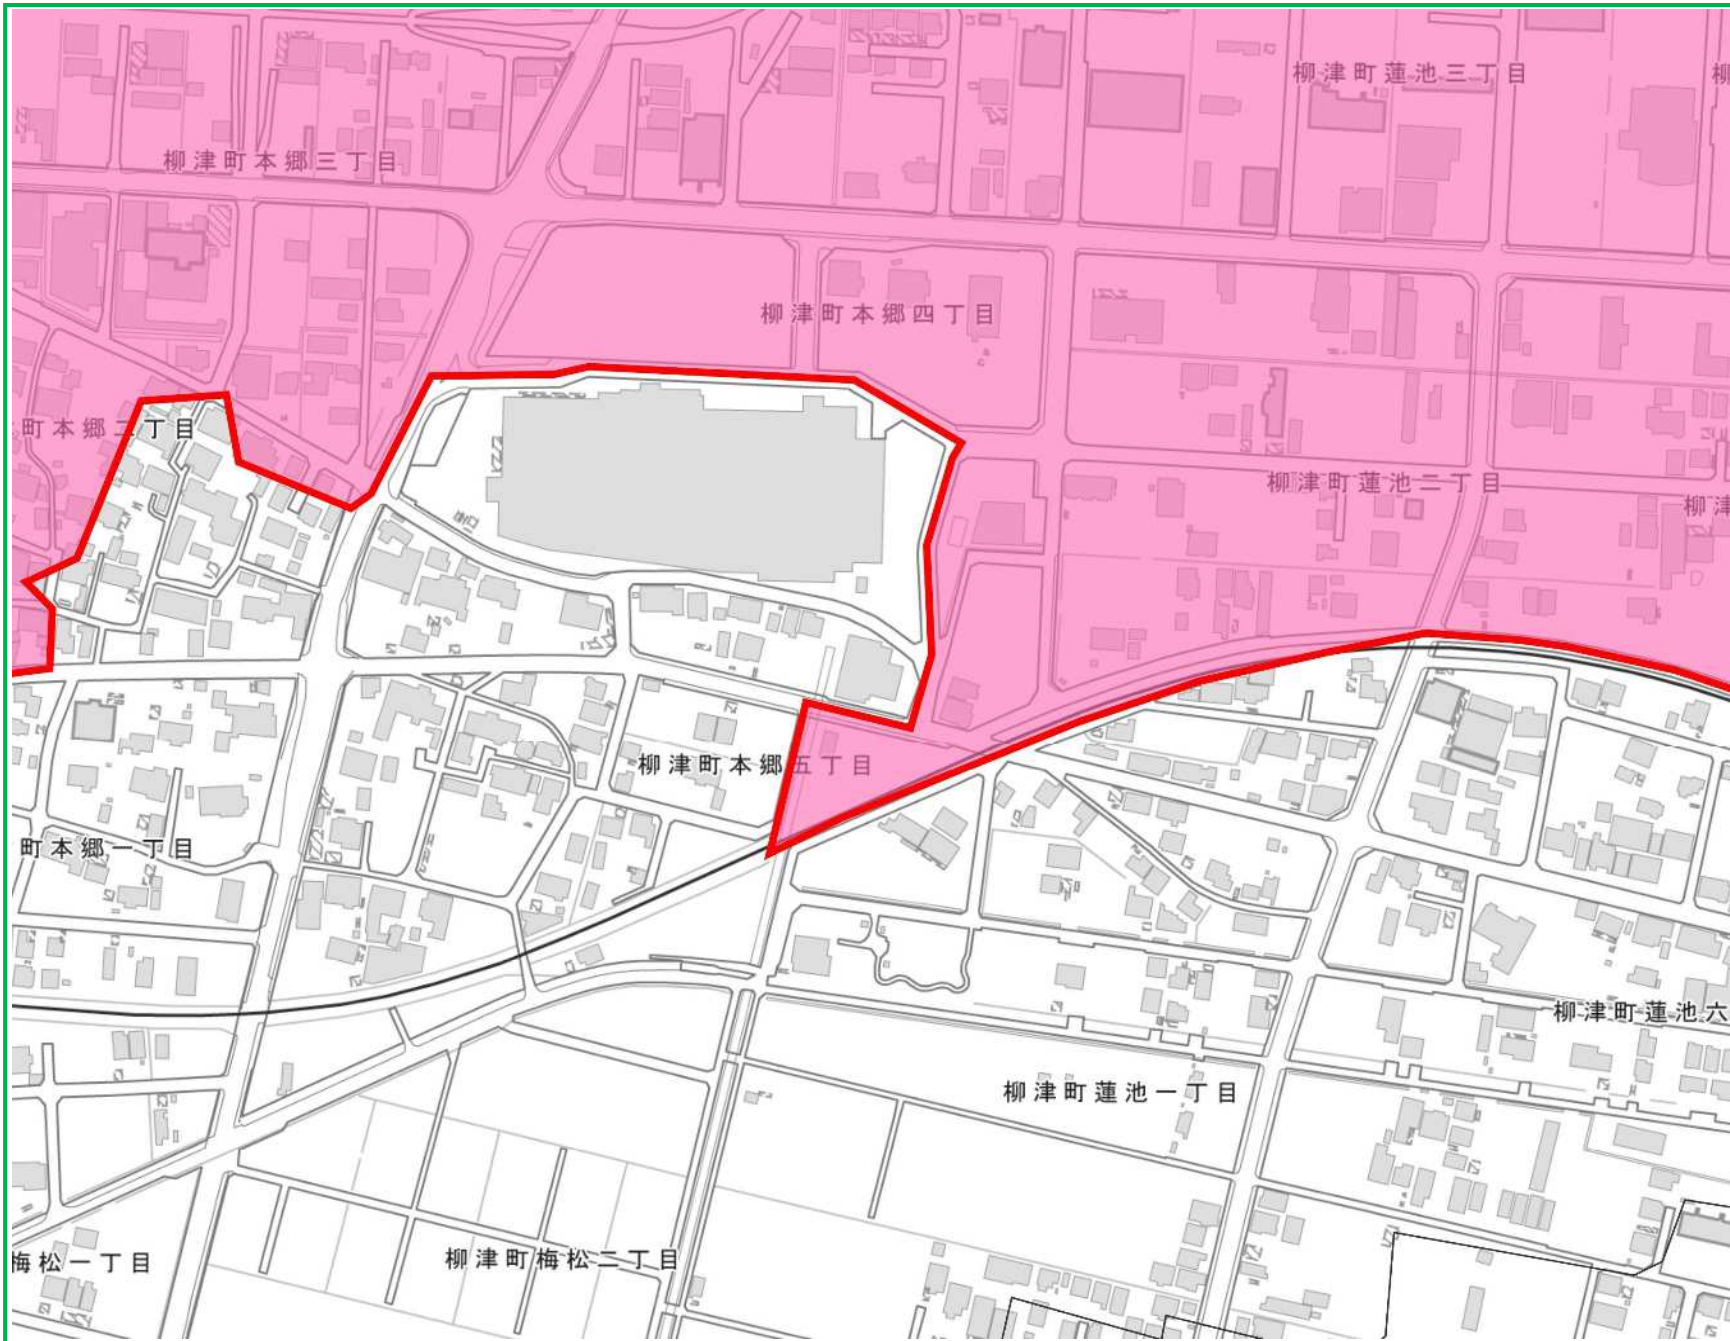 柳津町蓮池三丁目
柳
柳津町本郷三丁目
柳津町本郷四丁目
町本郷二丁目
柳津町蓮池二丁目
柳津
柳津町本郷五丁目
町本郷一丁目
柳津町蓮池六
柳津町蓮池一丁目
梅松一丁目
柳津町梅松二丁目